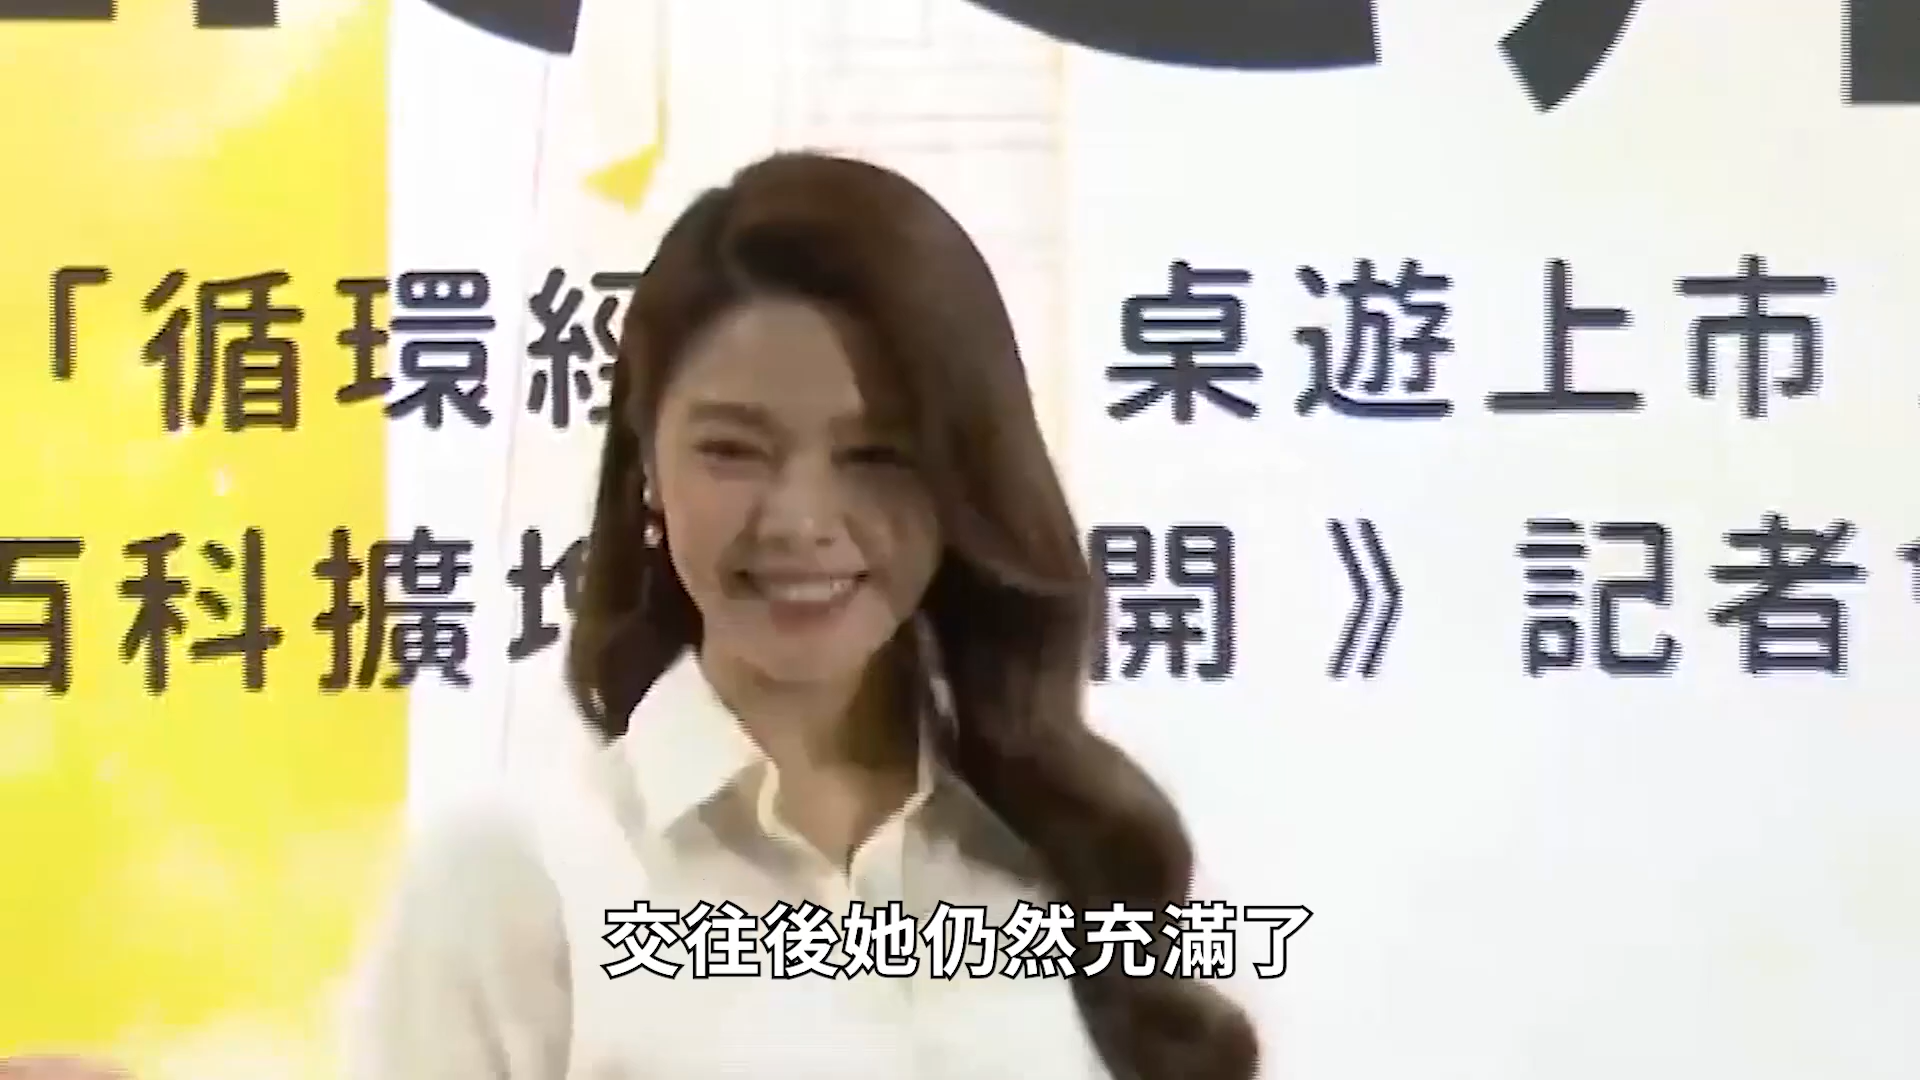 「循環經 桌遊上市
百科擴 開》記者
交往後她仍然充滿了